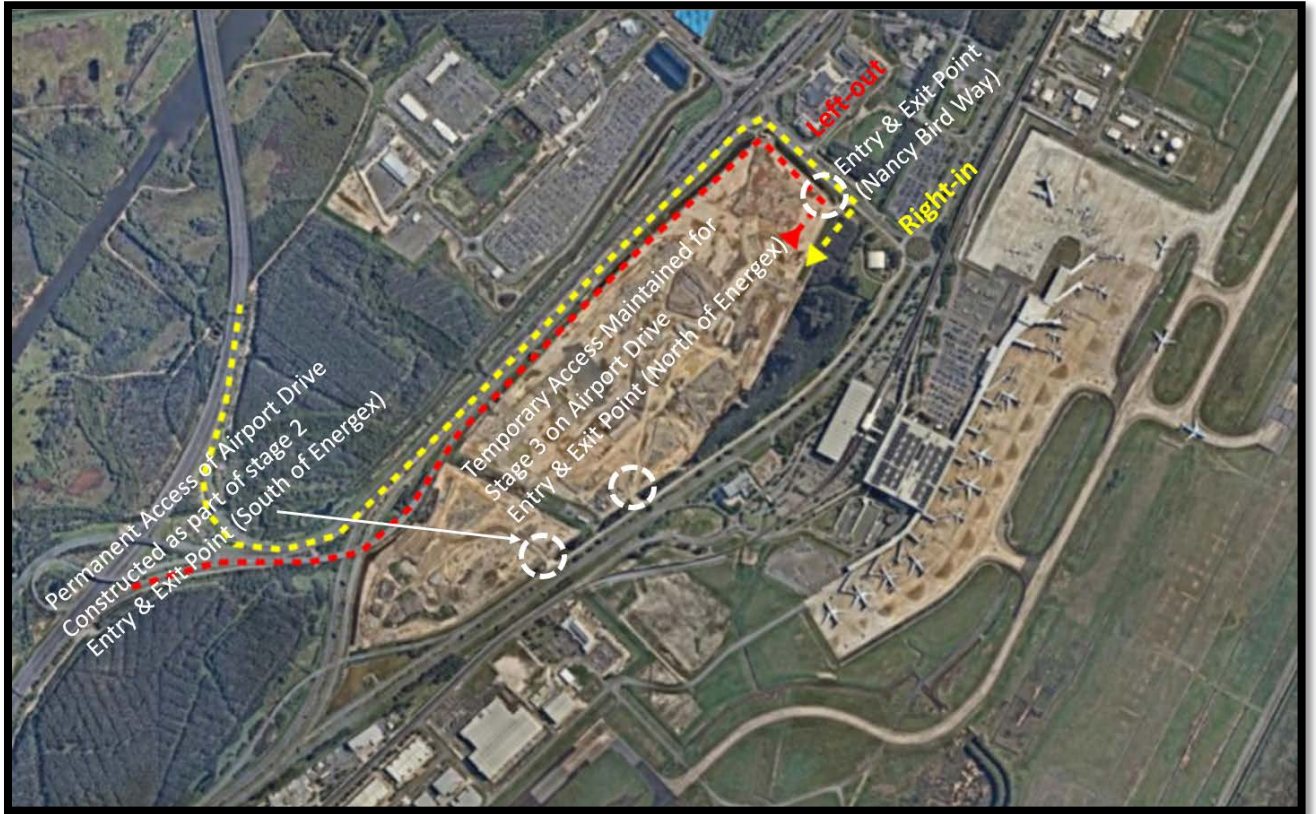 Left-out
Entry & Exit Point
(Nancy Bird Way)
Right-in
Temporary Access Maintained for
Stage 3 on Airport Drive
Entry & Exit Point (North of Energex)
Permanent Access of Airport Drive
Constructed as part of stage 2
Entry & Exit Point (South of Energex)